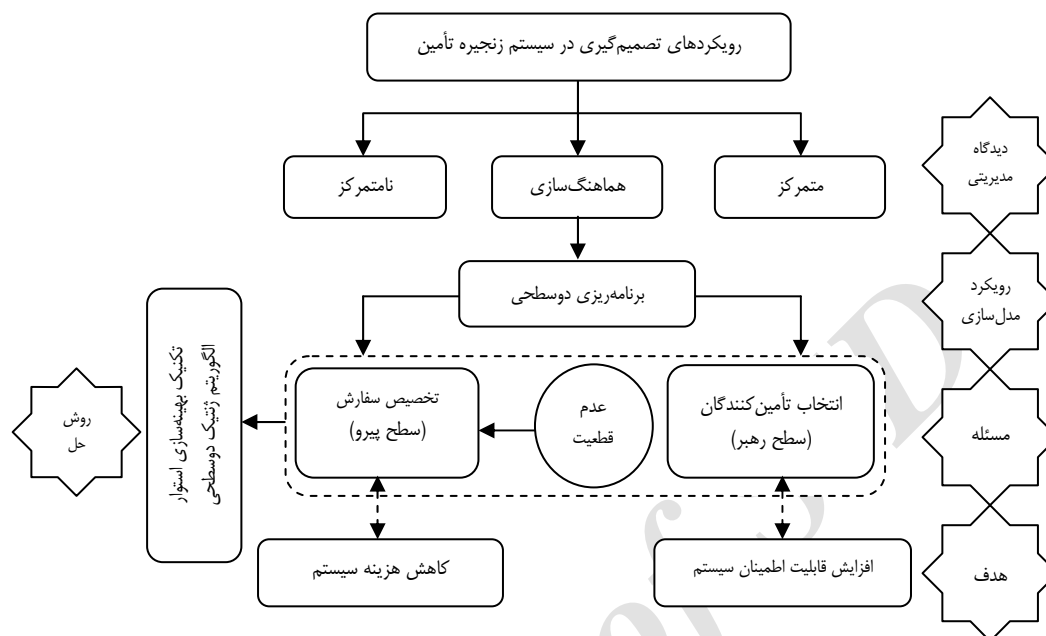 رویکردهای تصمیم‌گیری در سیستم زنجیره تأمین
دیدگاه
مدیریتی
متمرکز
هماهنگ‌سازی
نامتمرکز
رویکرد
مدل‌سازی
برنامه‌ریزی دوسطحی
مسئله
انتخاب تأمین‌کنندگان
(سطح رهبر)
عدم
قطعیت
تخصیص سفارش
(سطح پیرو)
تکنیک بهینه‌سازی استوار
الگوریتم ژنتیک دوسطحی
روش
حل
هدف
افزایش قابلیت اطمینان سیستم
کاهش هزینه سیستم